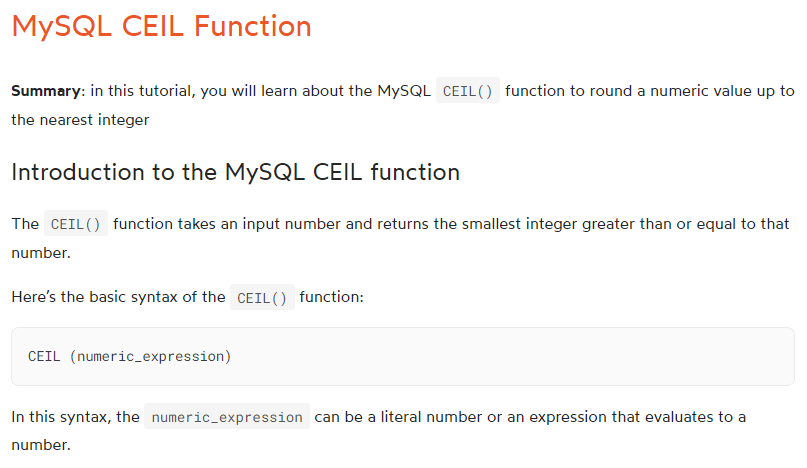 MySQL CEIL Function
Summary: in this tutorial, you will learn about the MySQL CEIL() function to round a numeric value up to
the nearest integer
Introduction to the MySQL CEIL function
The CEIL() function takes an input number and returns the smallest integer greater than or equal to that
number.
Here’s the basic syntax of the CEIL() function:
CEIL (numeric_expression)
In this syntax, the numeric_expression can be a literal number or an expression that evaluates to a
number.